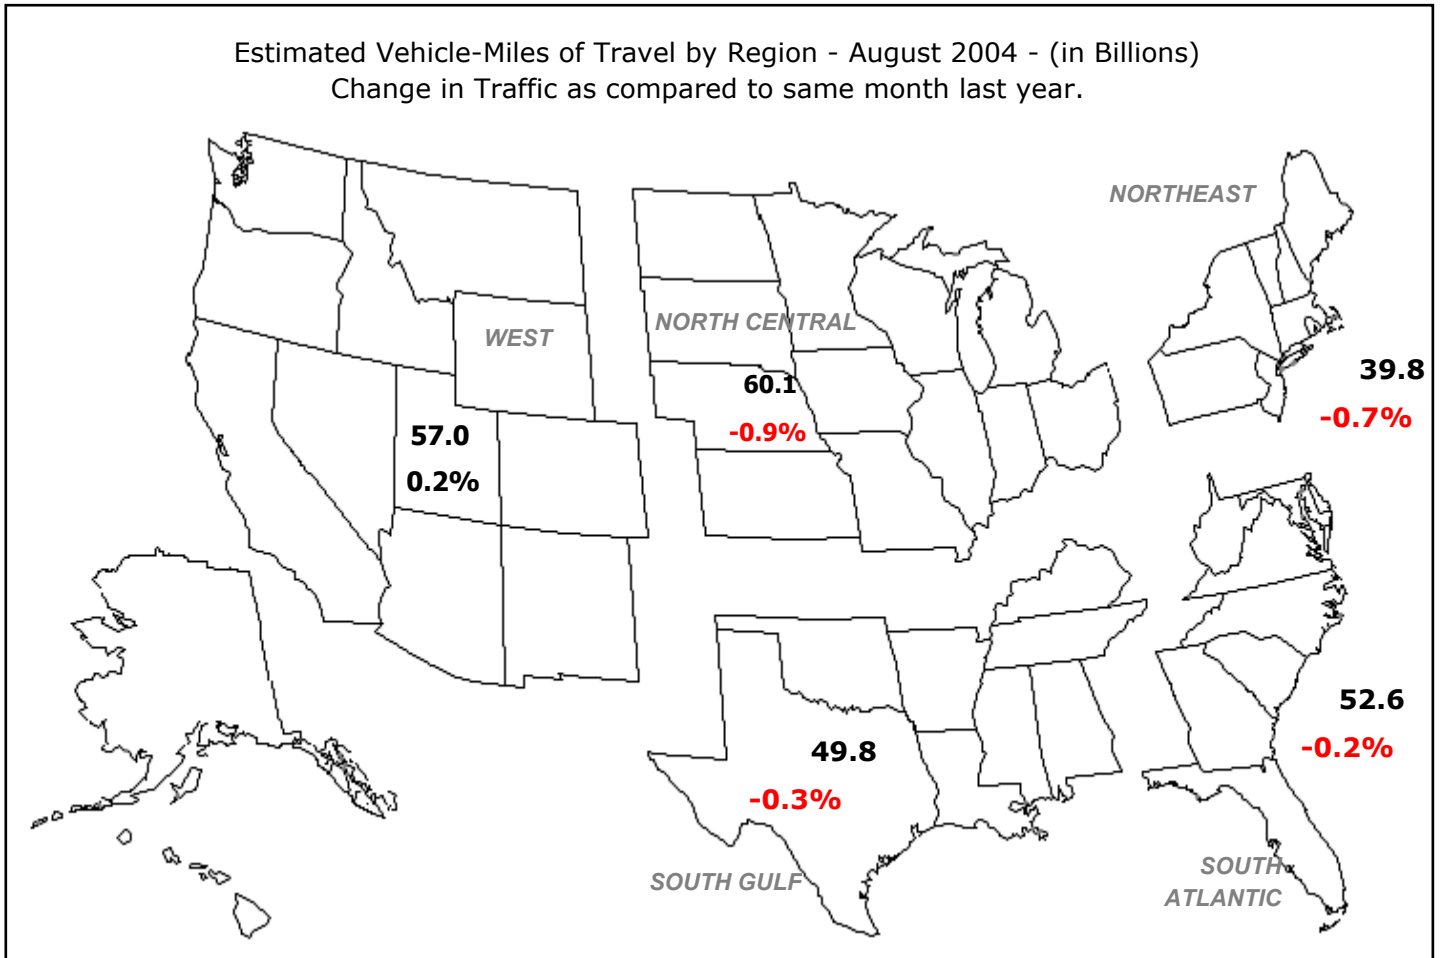 Estimated Vehicle-Miles of Travel by Region - August 2004 - (in Billions)
Change in Traffic as compared to same month last year.
NORTHEAST
WEST
NORTH CENTRAL
39.8
-0.7%
60.1
-0.9%
57.0
0.2%
52.6
-0.2%
49.8
-0.3%
SOUTH GULF
SOUTH
ATLANTIC